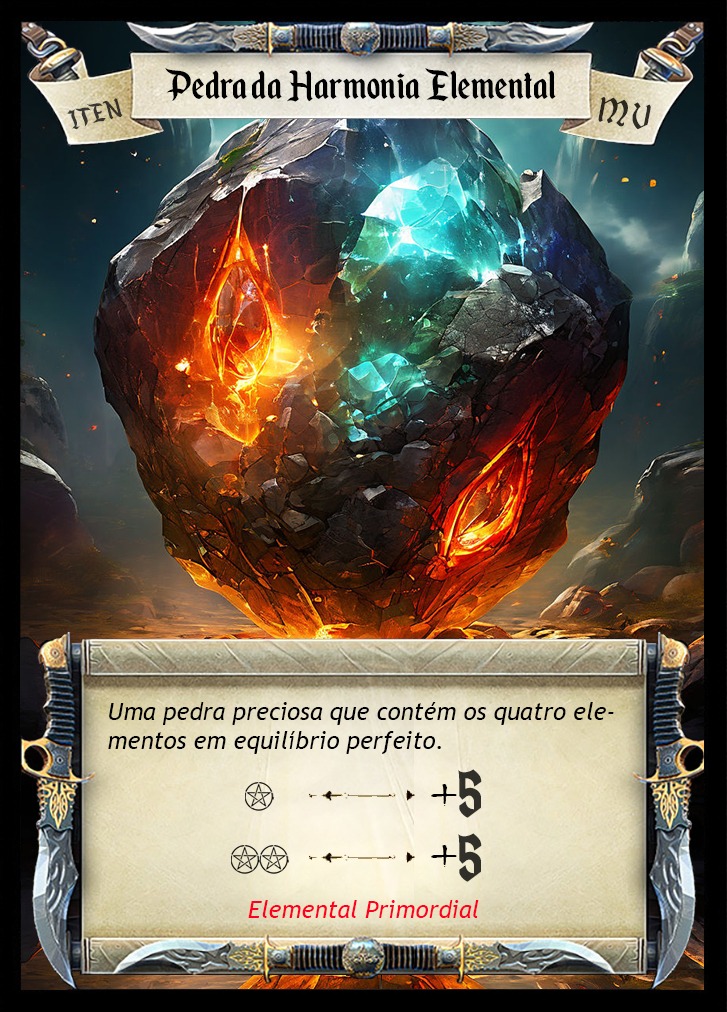 Pedra da Harmonia Elemental
ITEN
MU
Uma pedra preciosa que contém os quatro ele-
mentos em equilíbrio perfeito.
+5
+5
Elemental Primordial